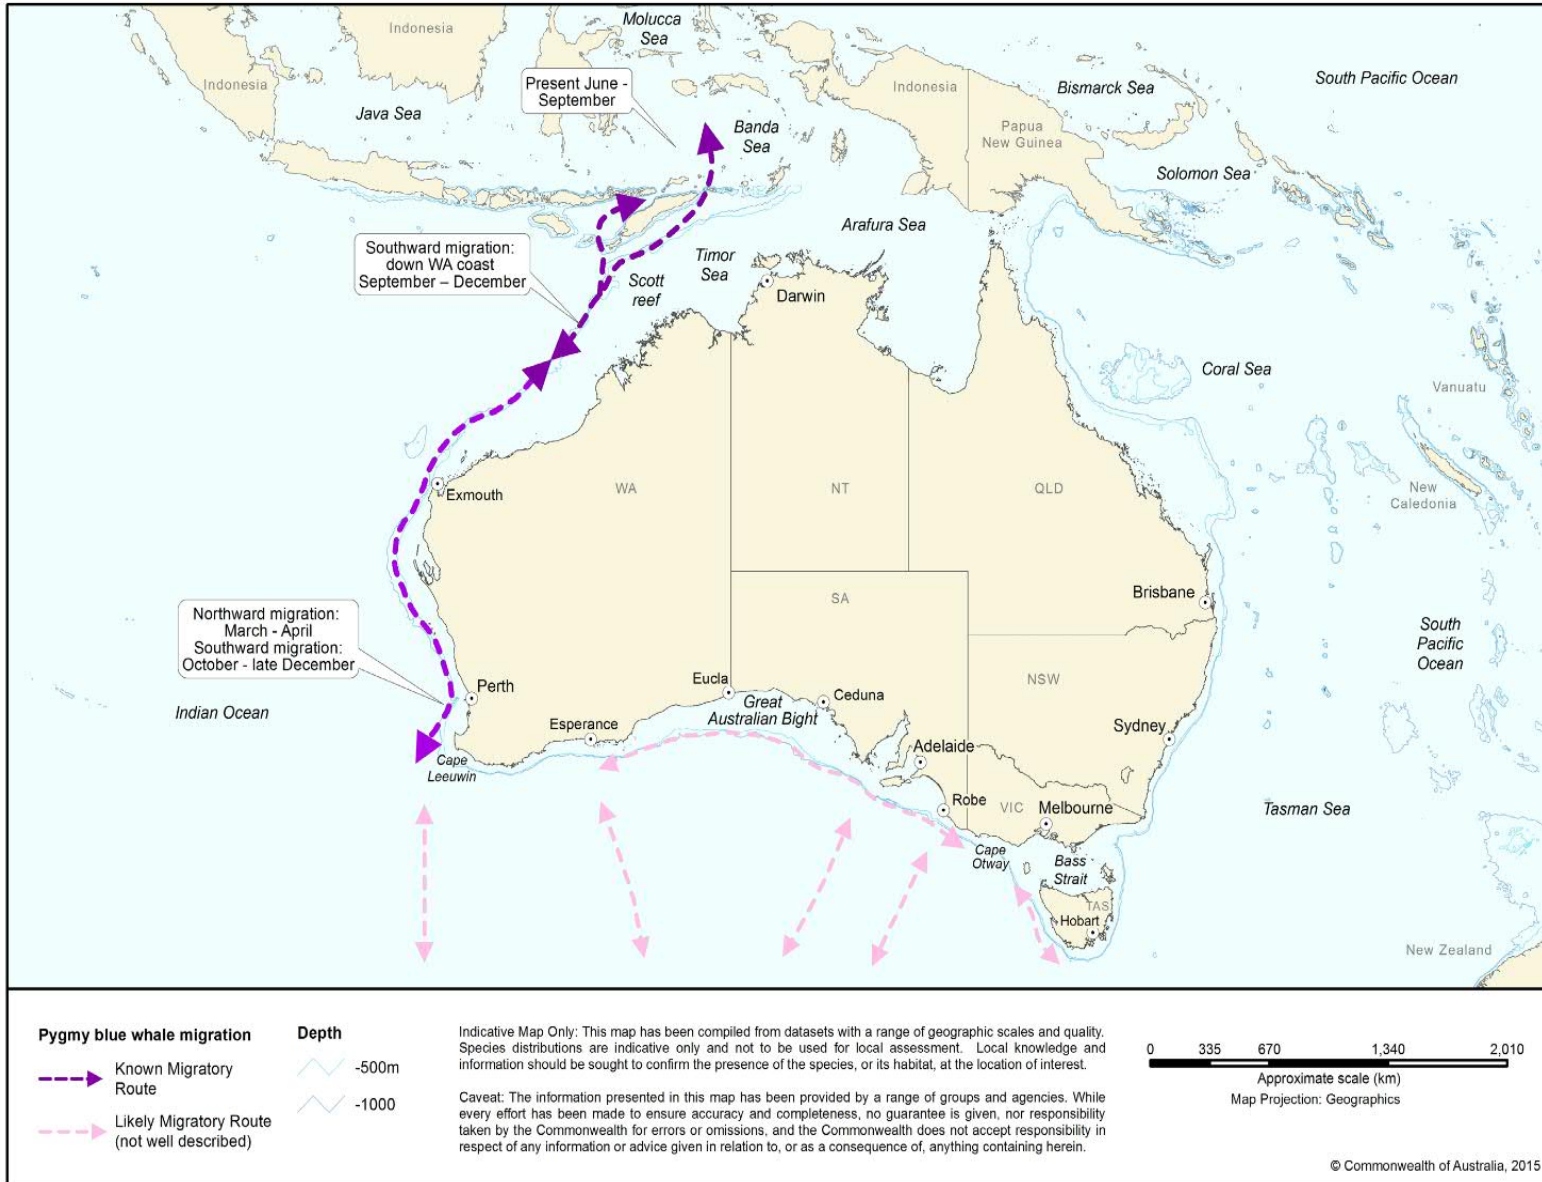 Molucca
Sea
Indonesia
Indonesia
Present June -
September
Java Sea
Banda
Sea
Indonesia
Bismarck Sea
South Pacific Ocean
Papua
New Guinea
Solomon Sea
Arafura Sea
Southward migration:
down WA coast
September – December
Timor
Sea
Scott
reef
Darwin
Coral Sea
Vanuatu
Exmouth
WA
NT
QLD
New
Caledonia
SA
Brisbane
Northward migration:
March - April
Southward migration:
October - late December
South
Pacific
Ocean
Indian Ocean
Perth
Eucla
Great
Australian Bight
Ceduna
NSW
Esperance
Sydney
Cape
Leeuwin
Adelaide
Robe
VIC
Melbourne
Tasman Sea
Cape
Otway
Bass
Strait
TAS
Hobart
New Zealand
Pygmy blue whale migration
Known Migratory
Route
Likely Migratory Route
(not well described)
Depth
-500m
-1000
Indicative Map Only: This map has been compiled from datasets with a range of geographic scales and quality.
Species distributions are indicative only and not to be used for local assessment. Local knowledge and
information should be sought to confirm the presence of the species, or its habitat, at the location of interest.
Caveat: The information presented in this map has been provided by a range of groups and agencies. While
every effort has been made to ensure accuracy and completeness, no guarantee is given, nor responsibility
taken by the Commonwealth for errors or omissions, and the Commonwealth does not accept responsibility in
respect of any information or advice given in relation to, or as a consequence of, anything containing herein.
0 335 670 1,340 2,010
Approximate scale (km)
Map Projection: Geographics
© Commonwealth of Australia, 2015